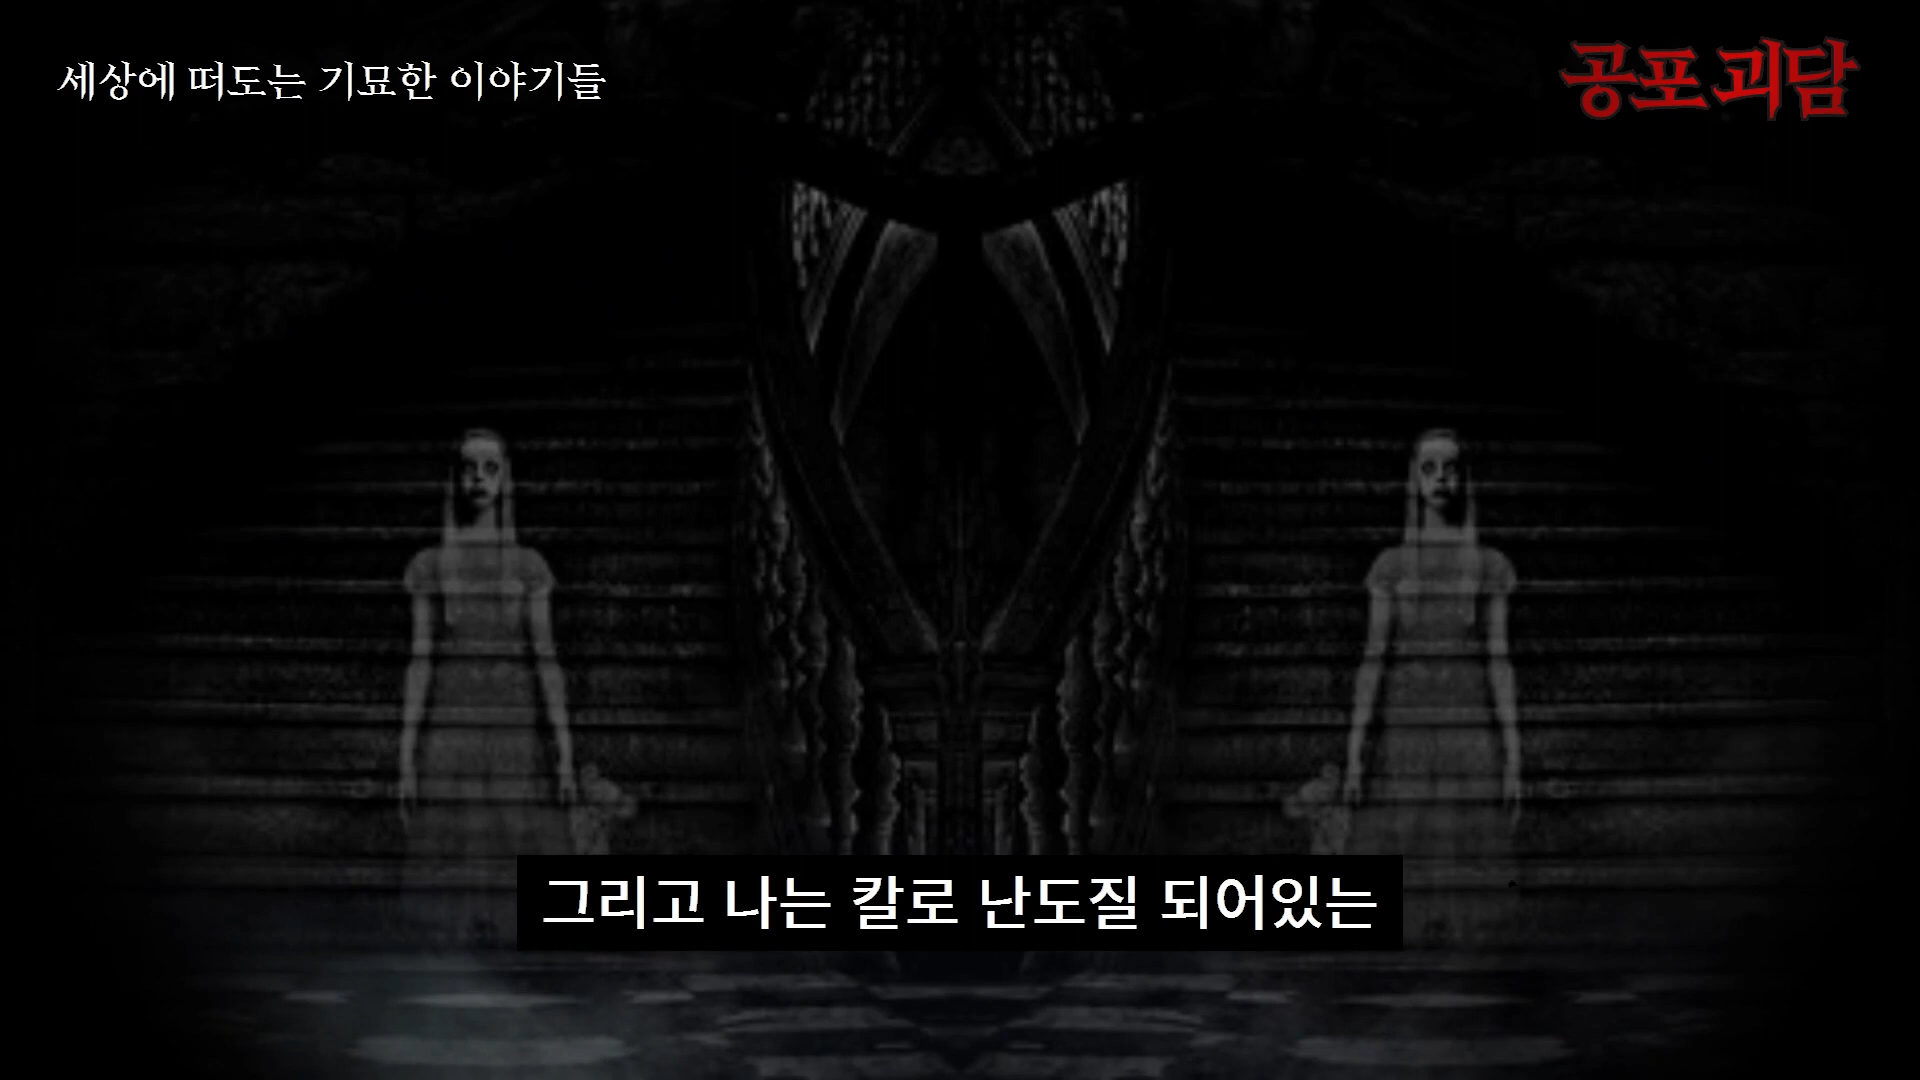 세상에 떠도는 기묘한 이야기들
공포 괴담
그리고 나는 칼로 난도질 되어있는